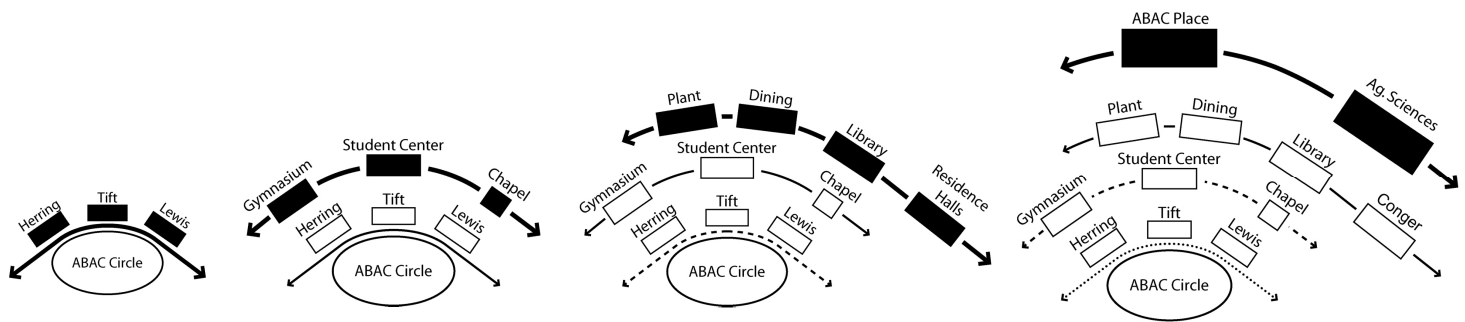 Herring
Tift
Lewis
ABAC Circle
Gymnasium
Student Center
Chapel
Herring
Tift
Lewis
ABAC Circle
Plant
Dining
Library
Residence
Halls
Gymnasium
Student Center
Chapel
Herring
Tift
Lewis
ABAC Circle
ABAC Place
Ag. Sciences
Plant
Dining
Library
Conger
Gymnasium
Student Center
Chapel
Herring
Tift
Lewis
ABAC Circle